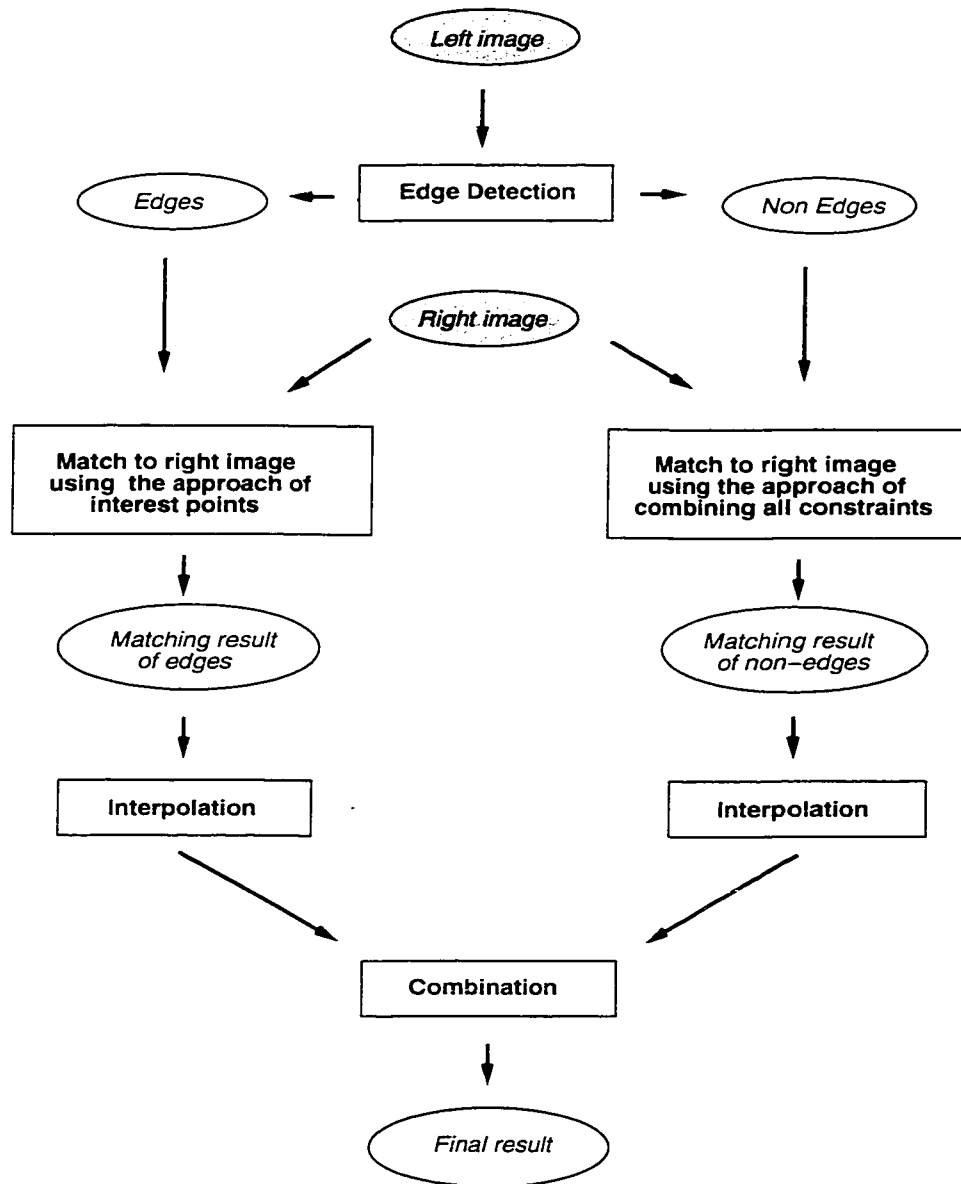 Left image
Edge Detection
Edges
Non Edges
Right image
Match to right image
using the approach of
interest points
Match to right image
using the approach of
combining all constraints
Matching result
of edges
Matching result
of non-edges
Interpolation
Interpolation
Combination
Final result